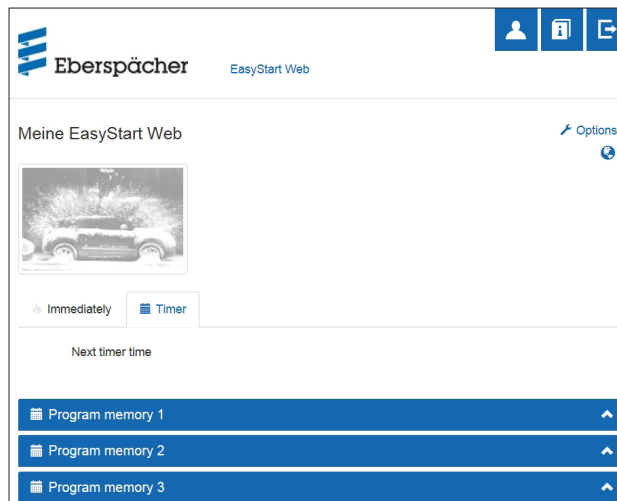 Eberspächer
EasyStart Web
Meine EasyStart Web
Options
Immediately
Timer
Next timer time
Program memory 1
Program memory 2
Program memory 3